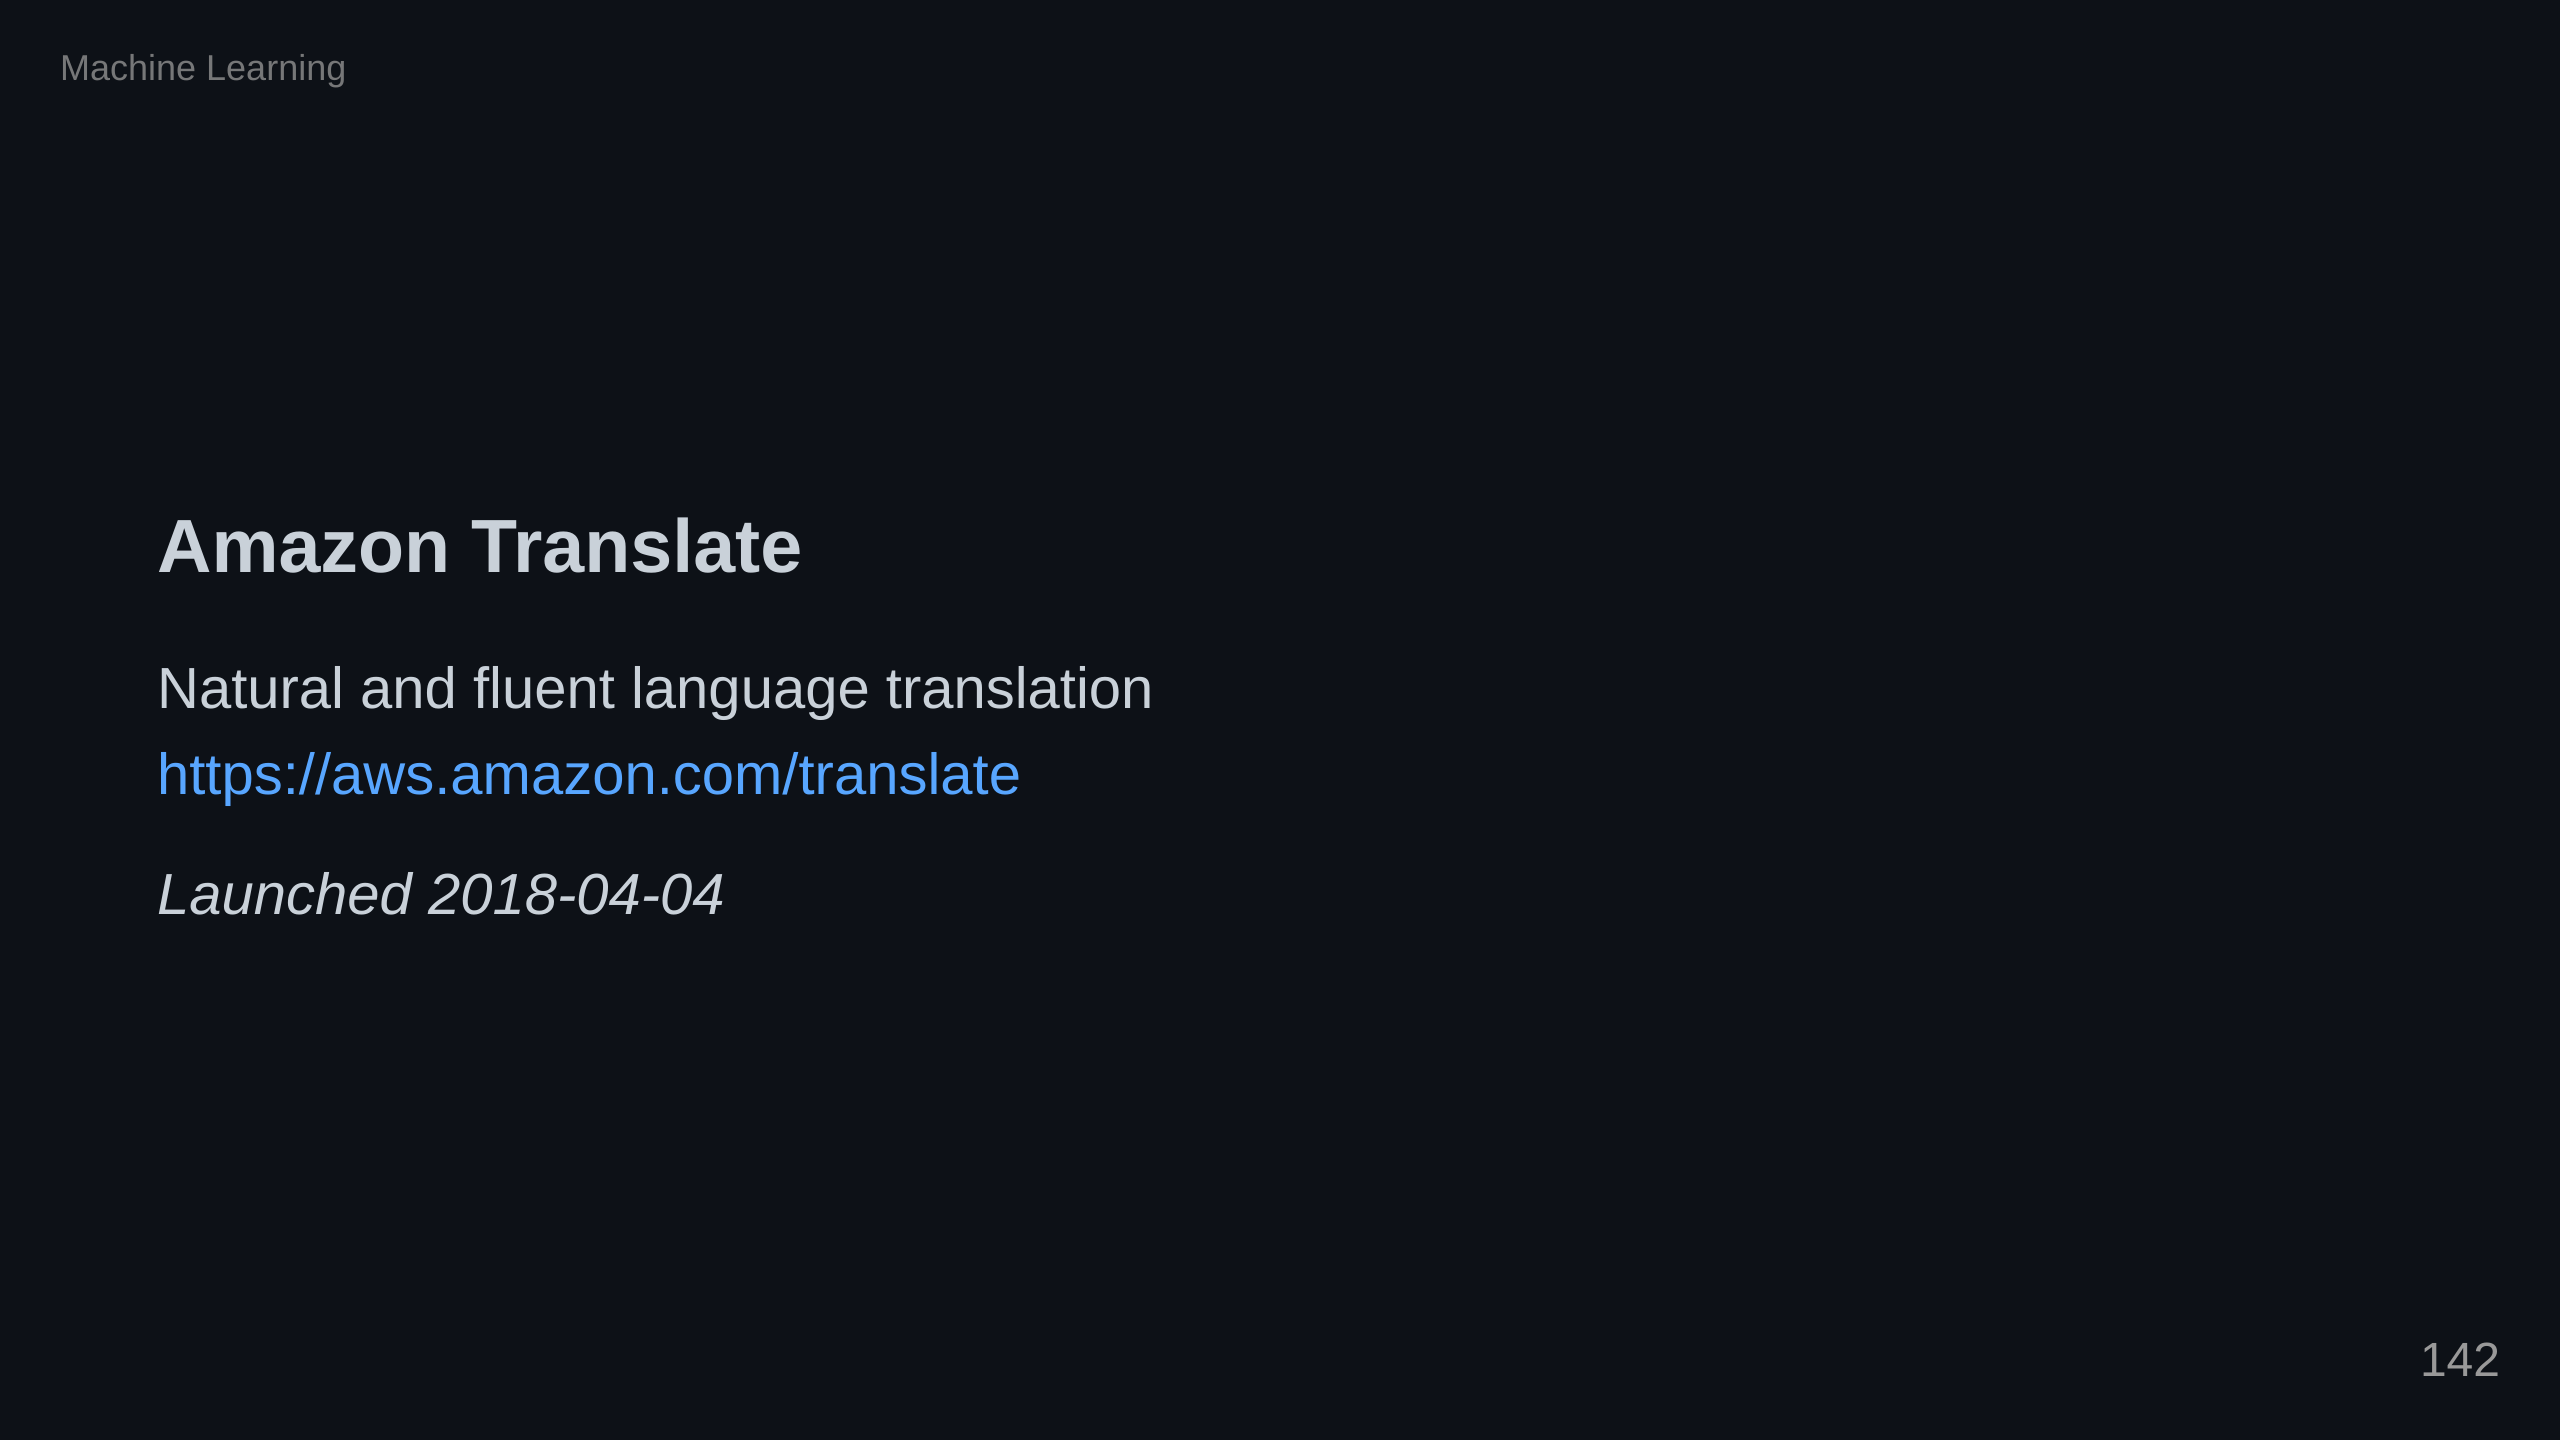 Machine Learning
Amazon Translate
Natural and fluent language translation
https://aws.amazon.com/translate
Launched 2018-04-04
142